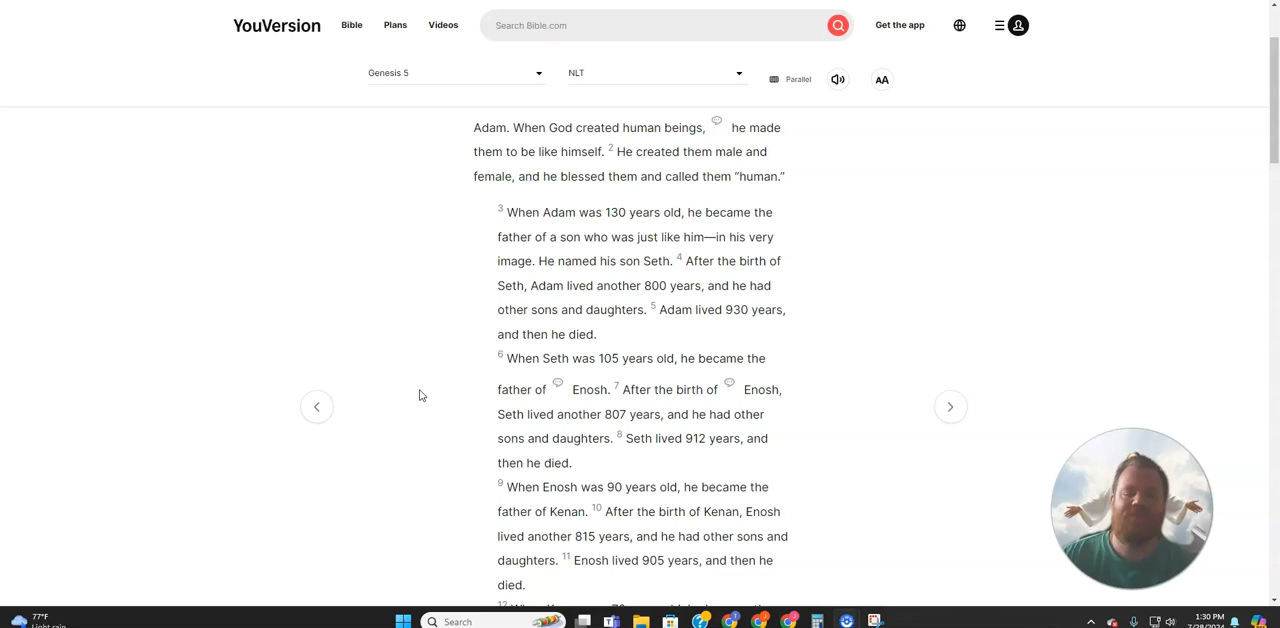 YouVersion Bible Plans Videos Search Bible.com Get the app
Genesis 5 NLT Parallel AA
Adam. When God created human beings, he made
them to be like himself. 2 He created them male and
female, and he blessed them and called them “human.”
3 When Adam was 130 years old, he became the
father of a son who was just like him—in his very
image. He named his son Seth. 4 After the birth of
Seth, Adam lived another 800 years, and he had
other sons and daughters. 5 Adam lived 930 years,
and then he died.
6 When Seth was 105 years old, he became the
father of Enosh. 7 After the birth of Enosh,
Seth lived another 807 years, and he had other
sons and daughters. 8 Seth lived 912 years, and
then he died.
9 When Enosh was 90 years old, he became the
father of Kenan. 10 After the birth of Kenan, Enosh
lived another 815 years, and he had other sons and
daughters. 11 Enosh lived 905 years, and then he
died.
77°F
Light rain
Search
1:30 PM
7/28/2024